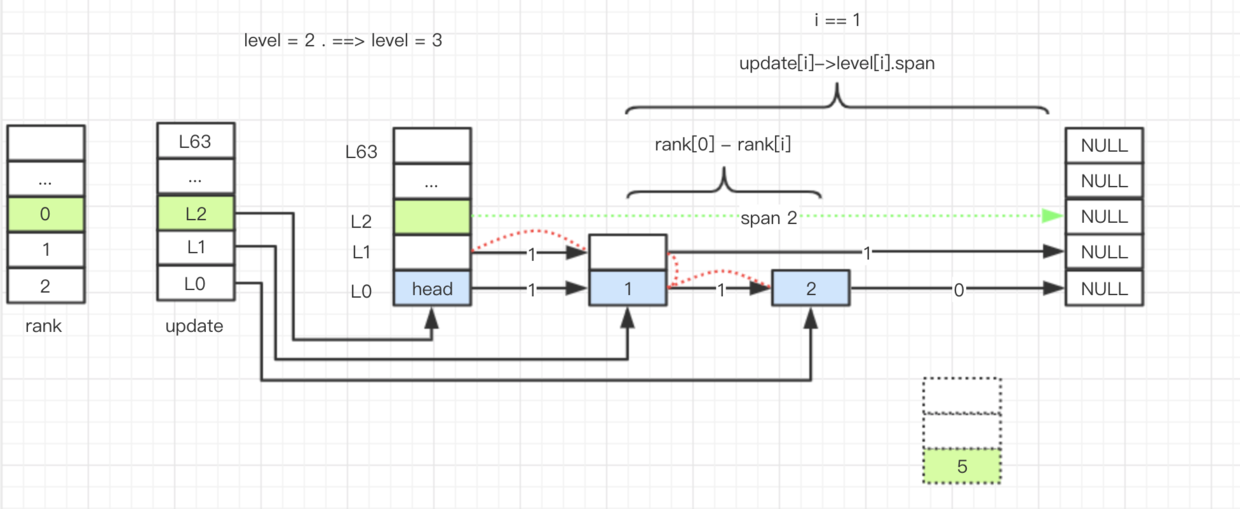 i == 1
level = 2 . ==> level = 3
update[i]->level[i].span
rank[0] – rank[i]
L63
...
L2
L1
L0
update
...
0
1
2
rank
L63
L2
L1
L0
...
head
1
1
1
1
2
span 2
1
0
NULL
NULL
NULL
NULL
NULL
5